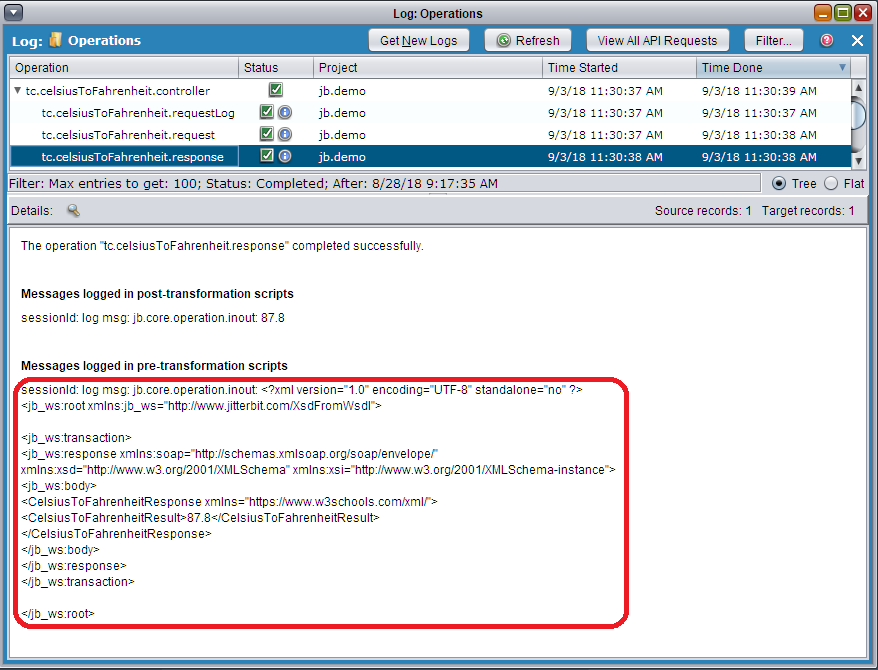 Log: Operations
Log: Operations
Get New Logs
Refresh
View All API Requests
Filter...
Operation Status Project Time Started Time Done
tc.celsiusToFahrenheit.controller jb.demo 9/3/18 11:30:37 AM 9/3/18 11:30:39 AM
tc.celsiusToFahrenheit.requestLog jb.demo 9/3/18 11:30:37 AM 9/3/18 11:30:37 AM
tc.celsiusToFahrenheit.request jb.demo 9/3/18 11:30:37 AM 9/3/18 11:30:38 AM
tc.celsiusToFahrenheit.response jb.demo 9/3/18 11:30:38 AM 9/3/18 11:30:38 AM
Filter: Max entries to get: 100; Status: Completed; After: 8/28/18 9:17:35 AM Tree Flat
Details: Source records: 1 Target records: 1
The operation "tc.celsiusToFahrenheit.response" completed successfully.
Messages logged in post-transformation scripts
sessionId: log msg: jb.core.operation.inout: 87.8
Messages logged in pre-transformation scripts
sessionId: log msg: jb.core.operation.inout: <?xml version="1.0" encoding="UTF-8" standalone="no" ?>
<jb_ws:root xmlns:jb_ws="http://www.jitterbit.com/XsdFromWsdl">
<jb_ws:transaction>
<jb_ws:response xmlns:soap="http://schemas.xmlsoap.org/soap/envelope/"
xmlns:xsd="http://www.w3.org/2001/XMLSchema" xmlns:xsi="http://www.w3.org/2001/XMLSchema-instance">
<jb_ws:body>
<CelsiusToFahrenheitResponse xmlns="https://www.w3schools.com/xml/">
<CelsiusToFahrenheitResult>87.8</CelsiusToFahrenheitResult>
</CelsiusToFahrenheitResponse>
</jb_ws:body>
</jb_ws:response>
</jb_ws:transaction>
</jb_ws:root>